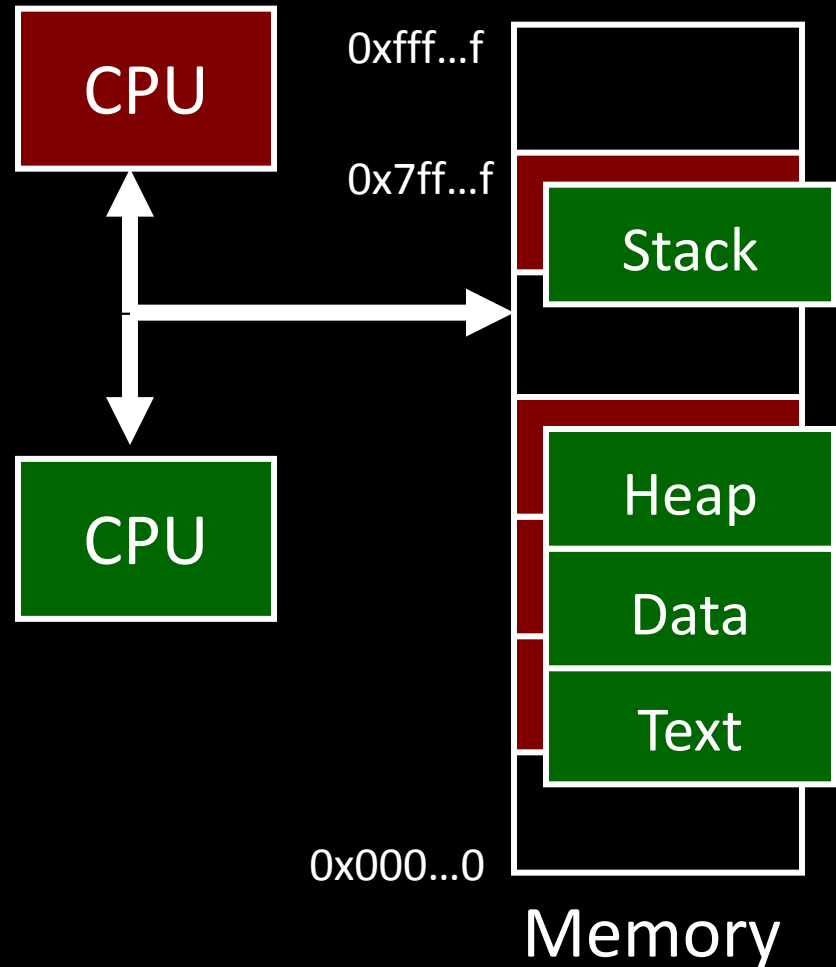 CPU
0xfff…f
0x7ff…f
Stack
CPU
Heap
Data
Text
0x000…0
Memory